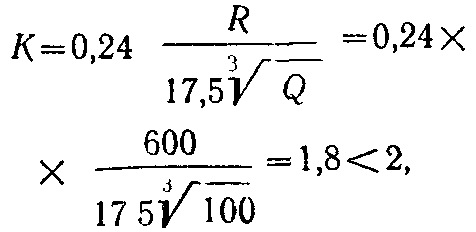 K=0,24 R / 17,5∛Q =0,24×
× 600 / 17 5∛100 =1,8<2,